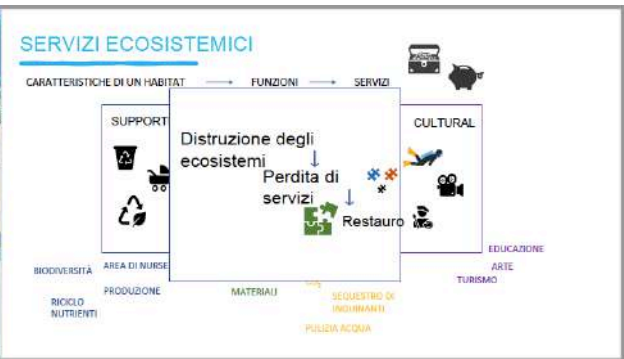 SERVIZI ECOSISTEMICI
CARATTERISTICHE DI UN HABITAT → FUNZIONI → SERVIZI
SUPPORT
CULTURAL
Distruzione degli
ecosistemi
Perdita di
servizi
Restauro
EDUCAZIONE
BIODIVERSITÀ
AREA DI NURSE
ARTE
TURISMO
PRODUZIONE
MATERIALI
SEQUESTRO DI
INQUINANTI
RICICLO
NUTRIENTI
PULIZIA ACQUA